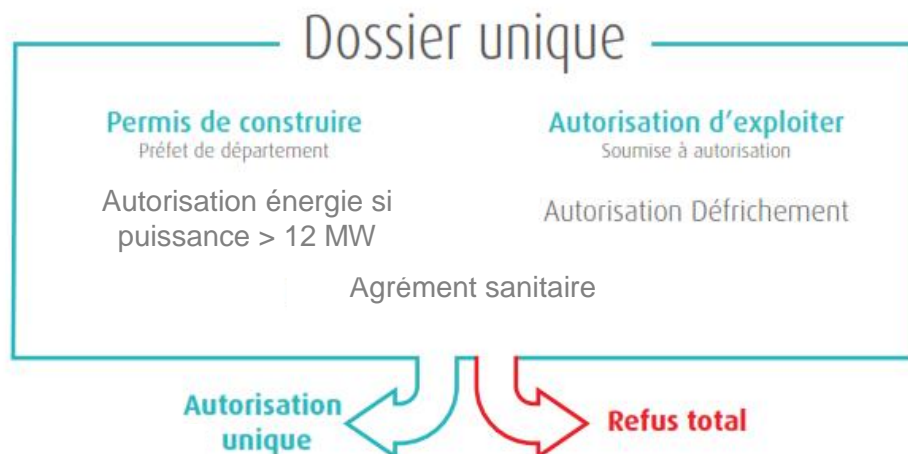 Dossier unique
Permis de construire
Préfet de département
Autorisation d'exploiter
Soumise à autorisation
Autorisation énergie si
puissance > 12 MW
Autorisation Défrichement
Agrément sanitaire
Autorisation
unique
Refus total